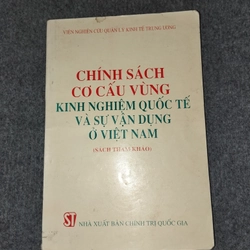 VIỆN NGHIÊN CỨU QUẢN LÝ KINH TẾ TRUNG ƯƠNG
CHÍNH SÁCH
CƠ CẤU VÙNG
KINH NGHIỆM QUỐC TẾ
VÀ SỰ VẬN DỤNG
Ở VIỆT NAM
(SÁCH THAM KHẢO)
ST NHÀ XUẤT BẢN CHÍNH TRỊ QUỐC GIA